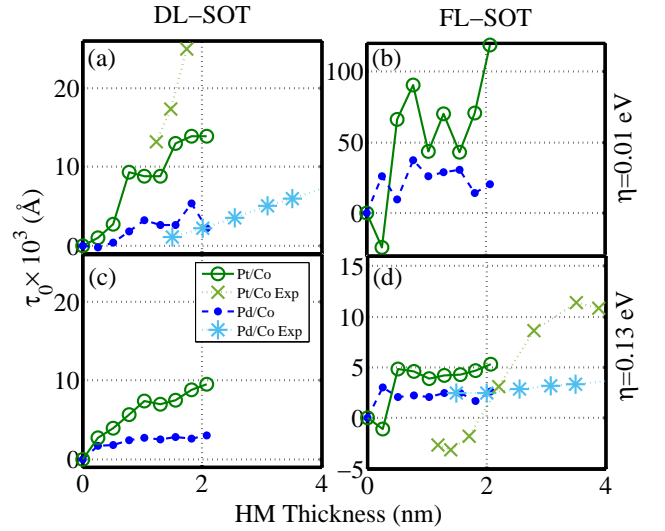 DL−SOT
FL−SOT
(a)
20
10
0
(b)
100
50
0
η=0.01 eV
τ0 × 10³ (Å)
(c)
20
10
0
Pt/Co
Pt/Co Exp
Pd/Co
Pd/Co Exp
(d)
15
10
5
0
−5
η=0.13 eV
0 2 4
0 2 4
HM Thickness (nm)